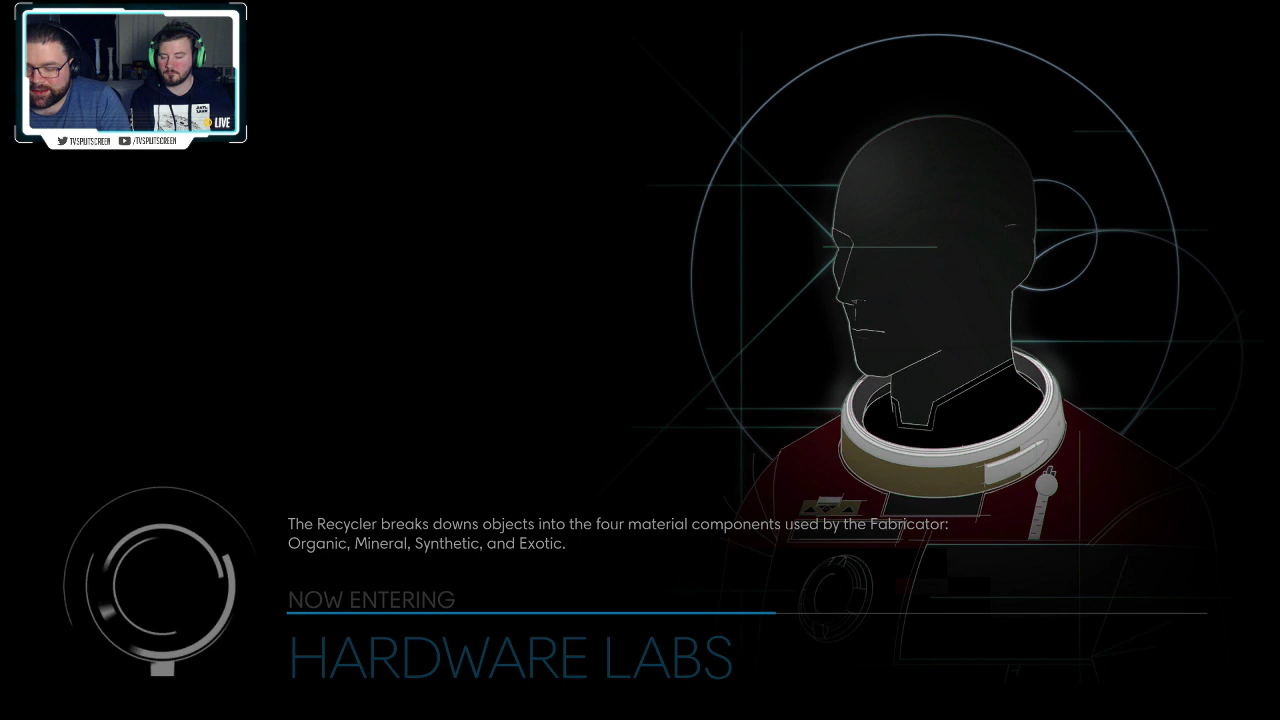 LIVE
TVSPLITSCREEN /TVSPLITSCREEN
The Recycler breaks downs objects into the four material components used by the Fabricator:
Organic, Mineral, Synthetic, and Exotic.
NOW ENTERING
HARDWARE LABS